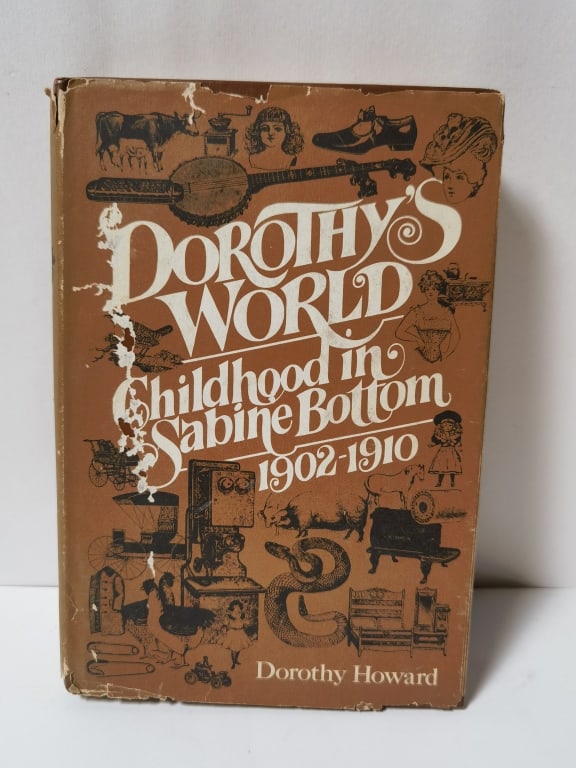 DOROTHY'S
WORLD
Childhood in
Sabine Bottom
1902-1910
Dorothy Howard